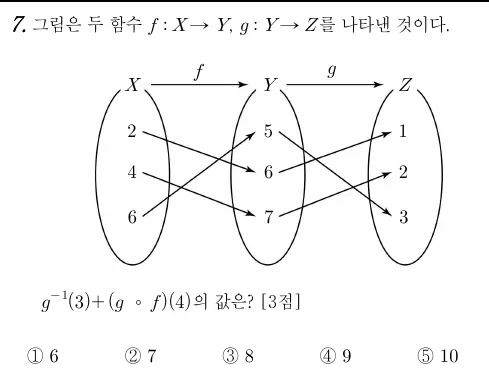 7. 그림은 두 함수 f : X → Y, g : Y → Z를 나타낸 것이다.
f g
X Y Z
2 5 1
4 6 2
6 7 3
g⁻¹(3)+(g ∘ f)(4)의 값은? [3점]
① 6 ② 7 ③ 8 ④ 9 ⑤ 10